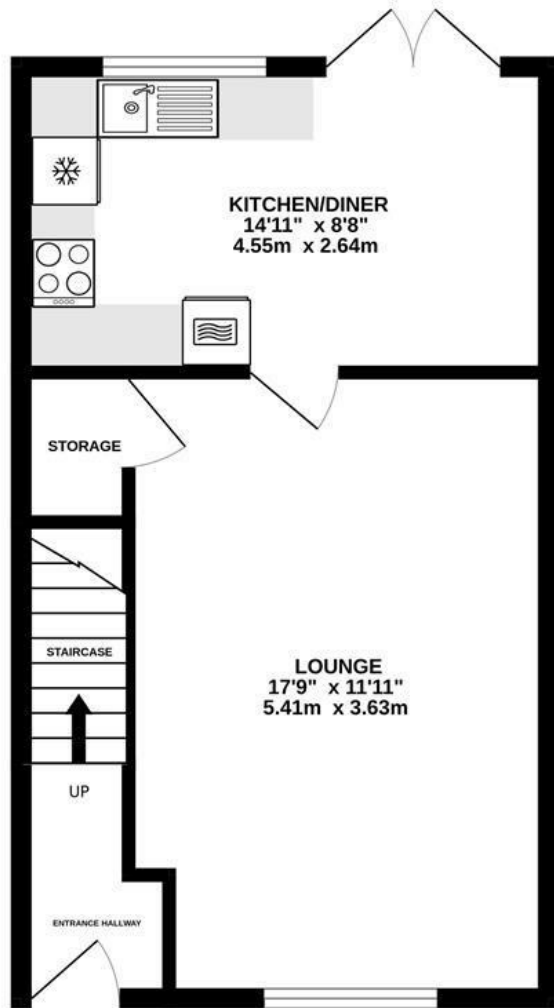 KITCHEN/DINER
14'11" x 8'8"
4.55m x 2.64m
STORAGE
STAIRCASE
LOUNGE
17'9" x 11'11"
5.41m x 3.63m
UP
ENTRANCE HALLWAY